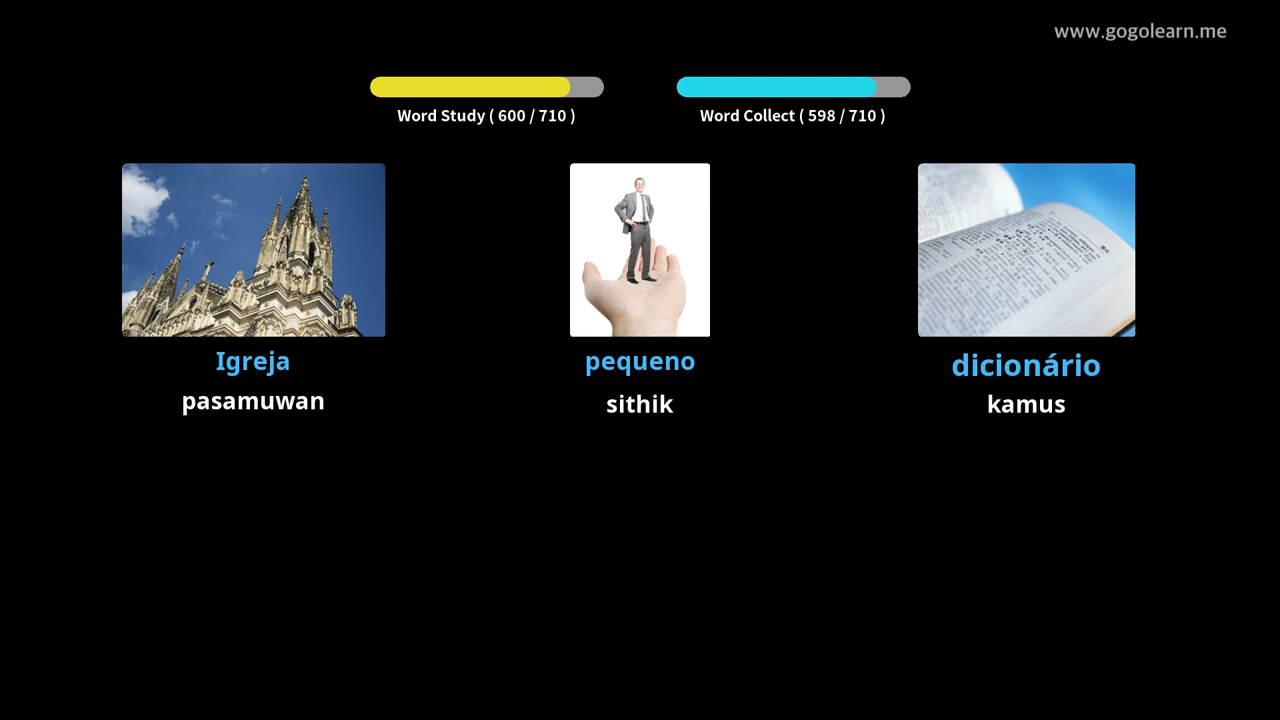 www.gogolearn.me
Word Study ( 600 / 710 )
Word Collect ( 598 / 710 )
Igreja
pasamuwan
pequeno
sithik
dicionário
kamus